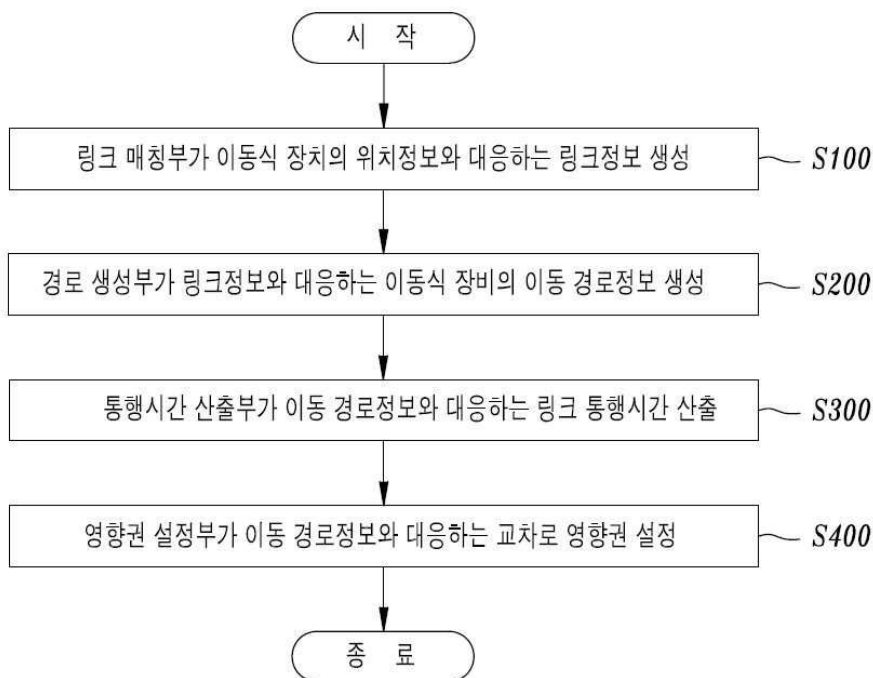 시 작
링크 매칭부가 이동식 장치의 위치정보와 대응하는 링크정보 생성 S100
경로 생성부가 링크정보와 대응하는 이동식 장비의 이동 경로정보 생성 S200
통행시간 산출부가 이동 경로정보와 대응하는 링크 통행시간 산출 S300
영향권 설정부가 이동 경로정보와 대응하는 교차로 영향권 설정 S400
종 료